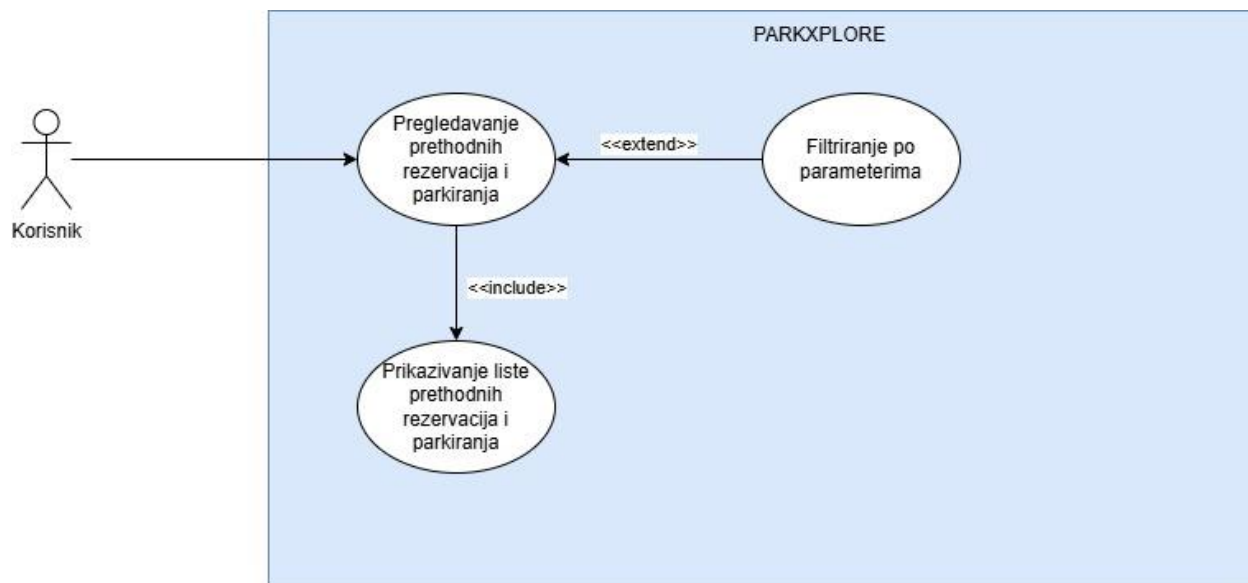 PARKXPLORE
Pregledavanje
prethodnih
rezervacija i
parkiranja
<<extend>>
Filtriranje po
parameterima
Korisnik
<<include>>
Prikazivanje liste
prethodnih
rezervacija i
parkiranja